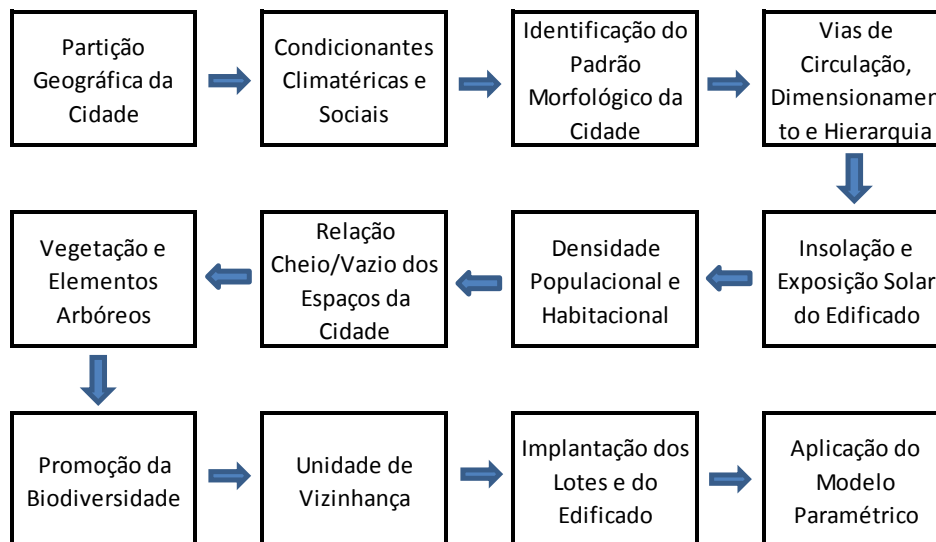 Partição
Geográfica da
Cidade
Condicionantes
Climatéricas e
Sociais
Identificação do
Padrão
Morfológico da
Cidade
Vias de
Circulação,
Dimensionamen
to e Hierarquia
Insolação e
Exposição Solar
do Edificado
Densidade
Populacional e
Habitacional
Relação
Cheio/Vazio dos
Espaços da
Cidade
Vegetação e
Elementos
Arbóreos
Promoção da
Biodiversidade
Unidade de
Vizinhança
Implantação dos
Lotes e do
Edificado
Aplicação do
Modelo
Paramétrico